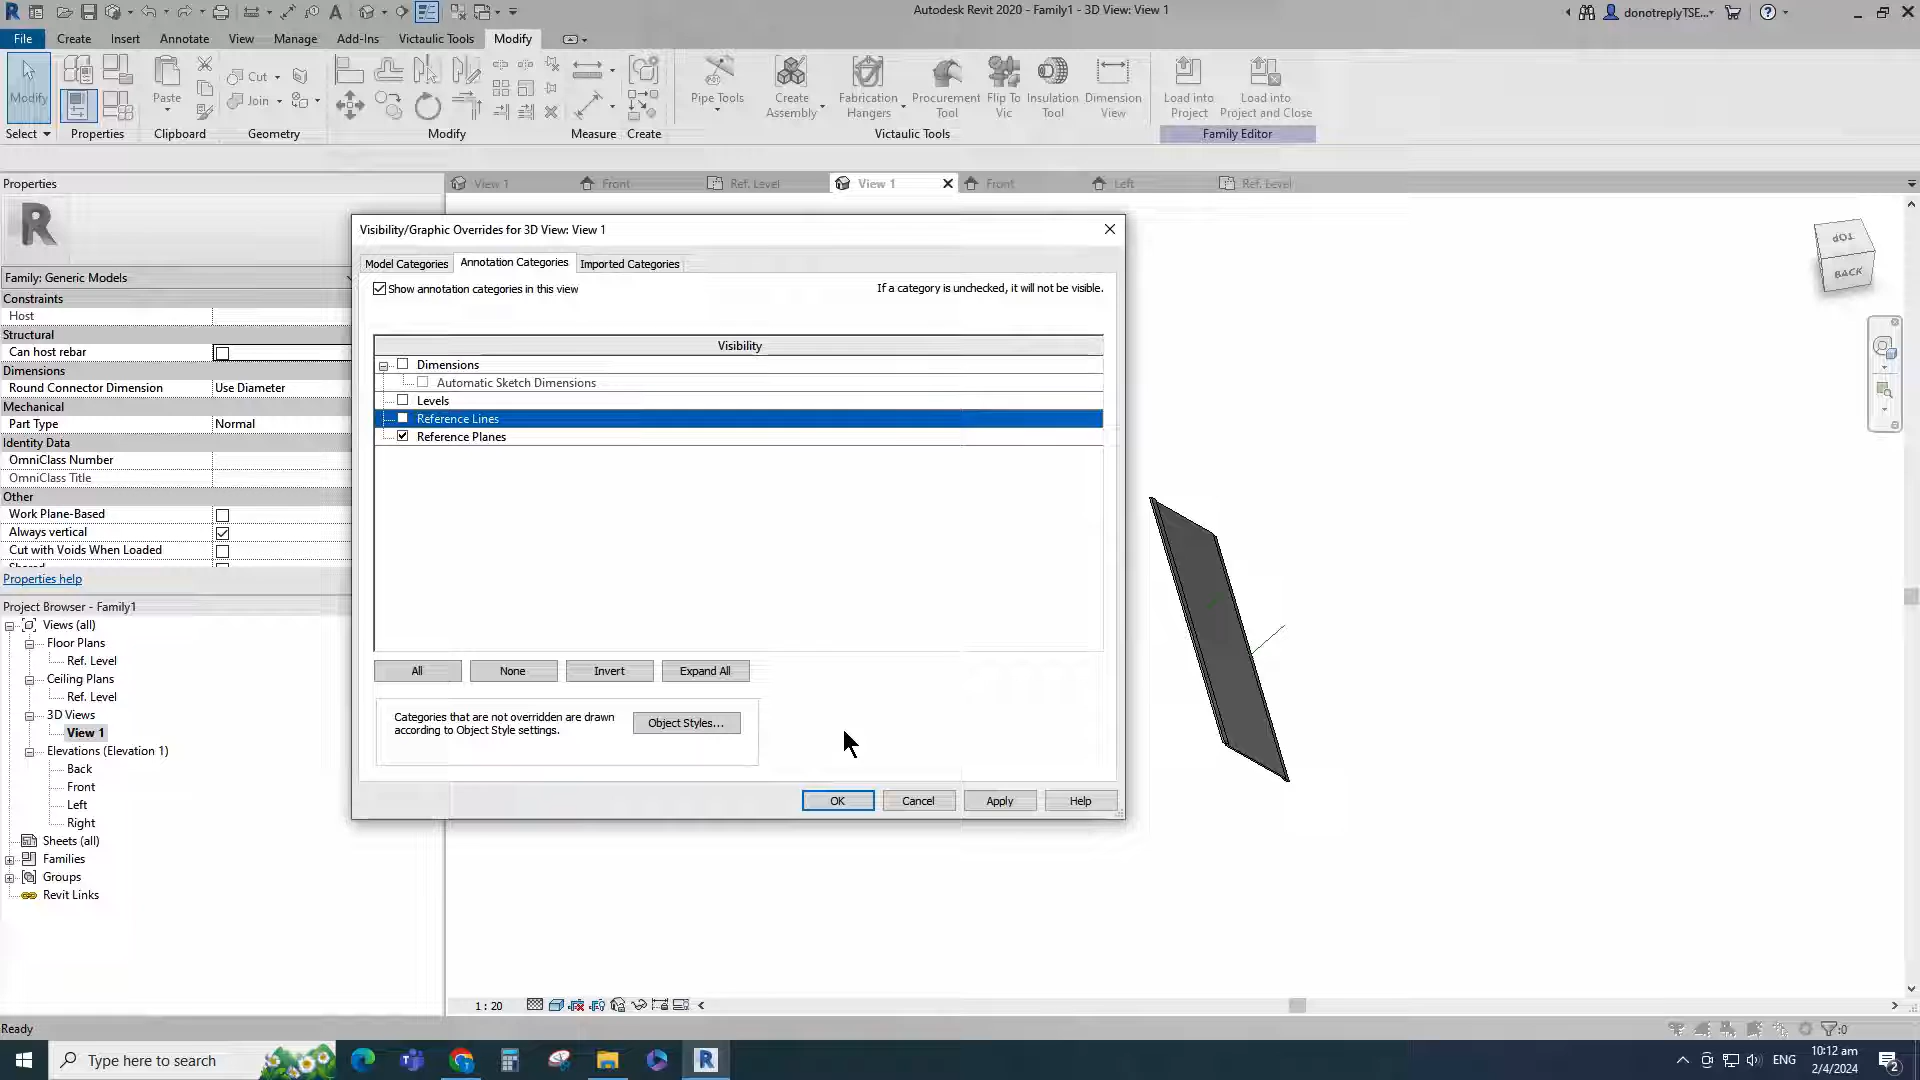 Autodesk Revit 2020 - Family1 - 3D View: View 1
donotreplyTSE...
File
Create
Insert
Annotate
View
Manage
Add-Ins
Victaulic Tools
Modify
Modify
Paste
Cut
Join
Pipe Tools
Create
Assembly
Fabrication
Hangers
Procurement
Tool
Flip To
Vic
Insulation
Tool
Dimension
View
Load into
Project
Load into
Project and Close
Select
Properties
Clipboard
Geometry
Modify
Measure
Create
Victaulic Tools
Family Editor
Properties
View 1
Front
Ref. Level
View 1
Front
Left
Ref. Level
Family: Generic Models
Constraints
Host
Structural
Can host rebar
Dimensions
Round Connector Dimension
Use Diameter
Mechanical
Part Type
Normal
Identity Data
OmniClass Number
OmniClass Title
Other
Work Plane-Based
Always vertical
Cut with Voids When Loaded
Shared
Properties help
Project Browser - Family1
Views (all)
Floor Plans
Ref. Level
Ceiling Plans
Ref. Level
3D Views
View 1
Elevations (Elevation 1)
Back
Front
Left
Right
Sheets (all)
Families
Groups
Revit Links
Visibility/Graphic Overrides for 3D View: View 1
Model Categories
Annotation Categories
Imported Categories
Show annotation categories in this view
If a category is unchecked, it will not be visible.
Visibility
Dimensions
Automatic Sketch Dimensions
Levels
Reference Lines
Reference Planes
All
None
Invert
Expand All
Categories that are not overridden are drawn
according to Object Style settings.
Object Styles...
OK
Cancel
Apply
Help
TOP
BACK
1 : 20
Ready
:0
Type here to search
ENG
10:12 am
2/4/2024
2